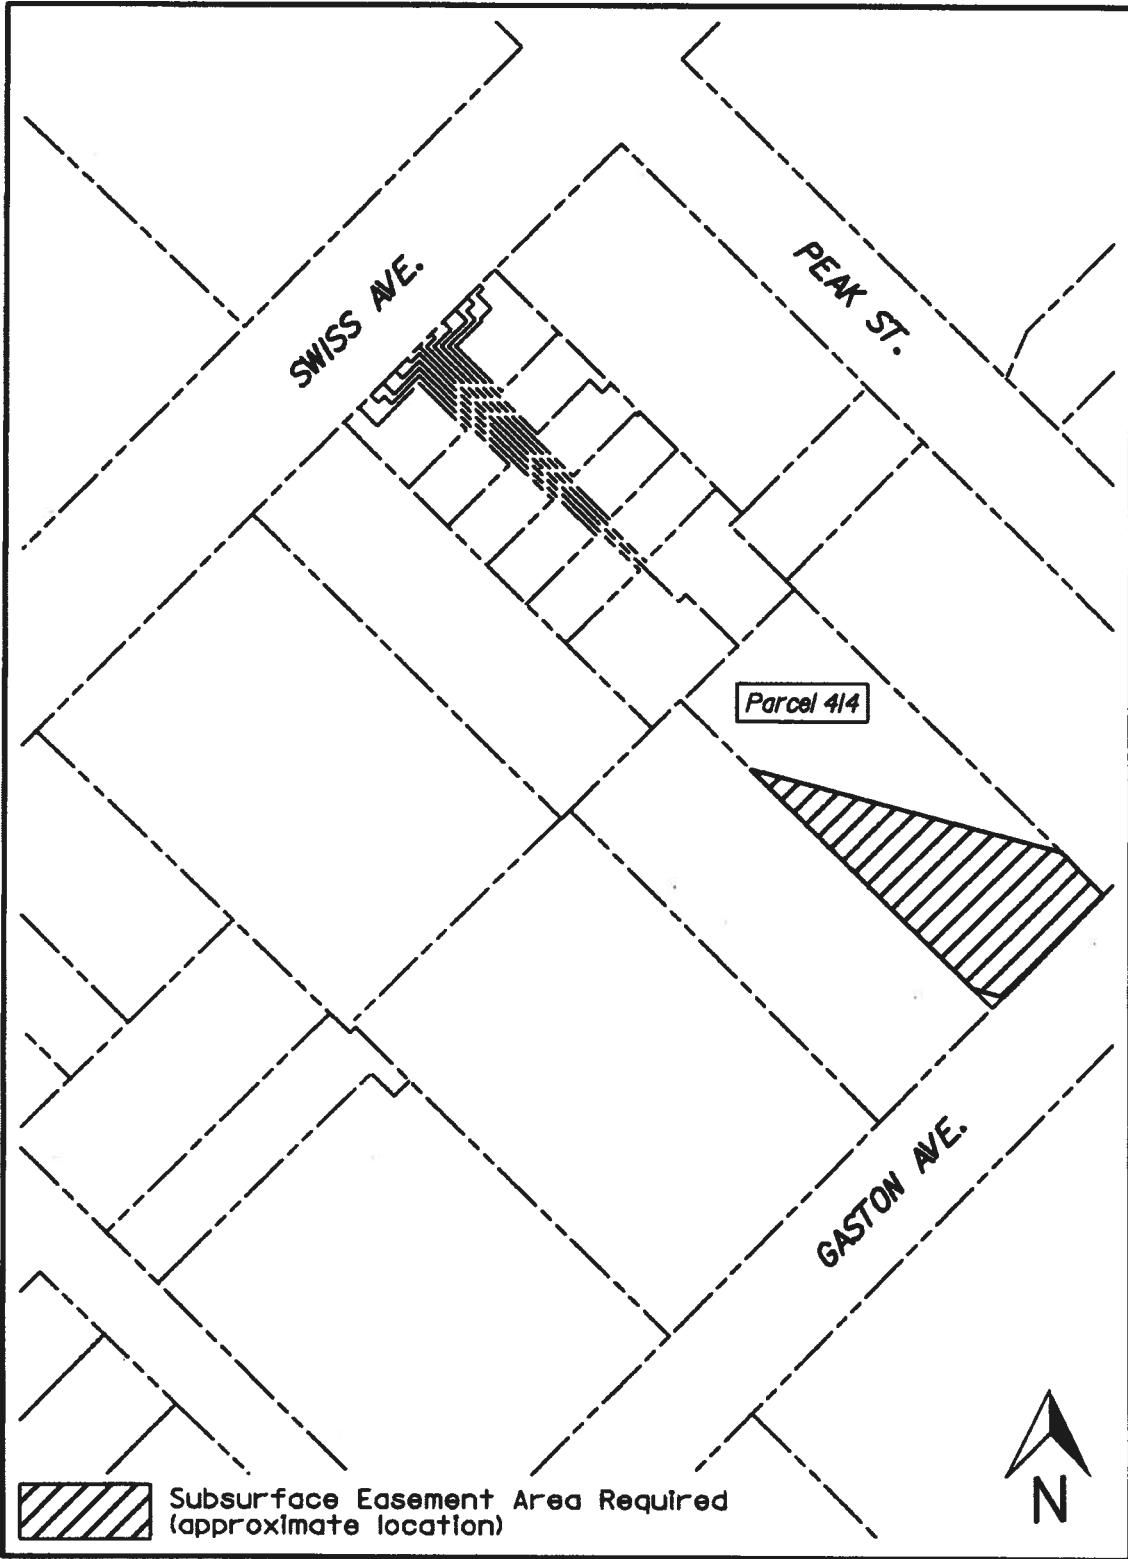 SWISS AVE.
PEAK ST.
Parcel 414
GASTON AVE.
N
Subsurface Easement Area Required
(approximate location)